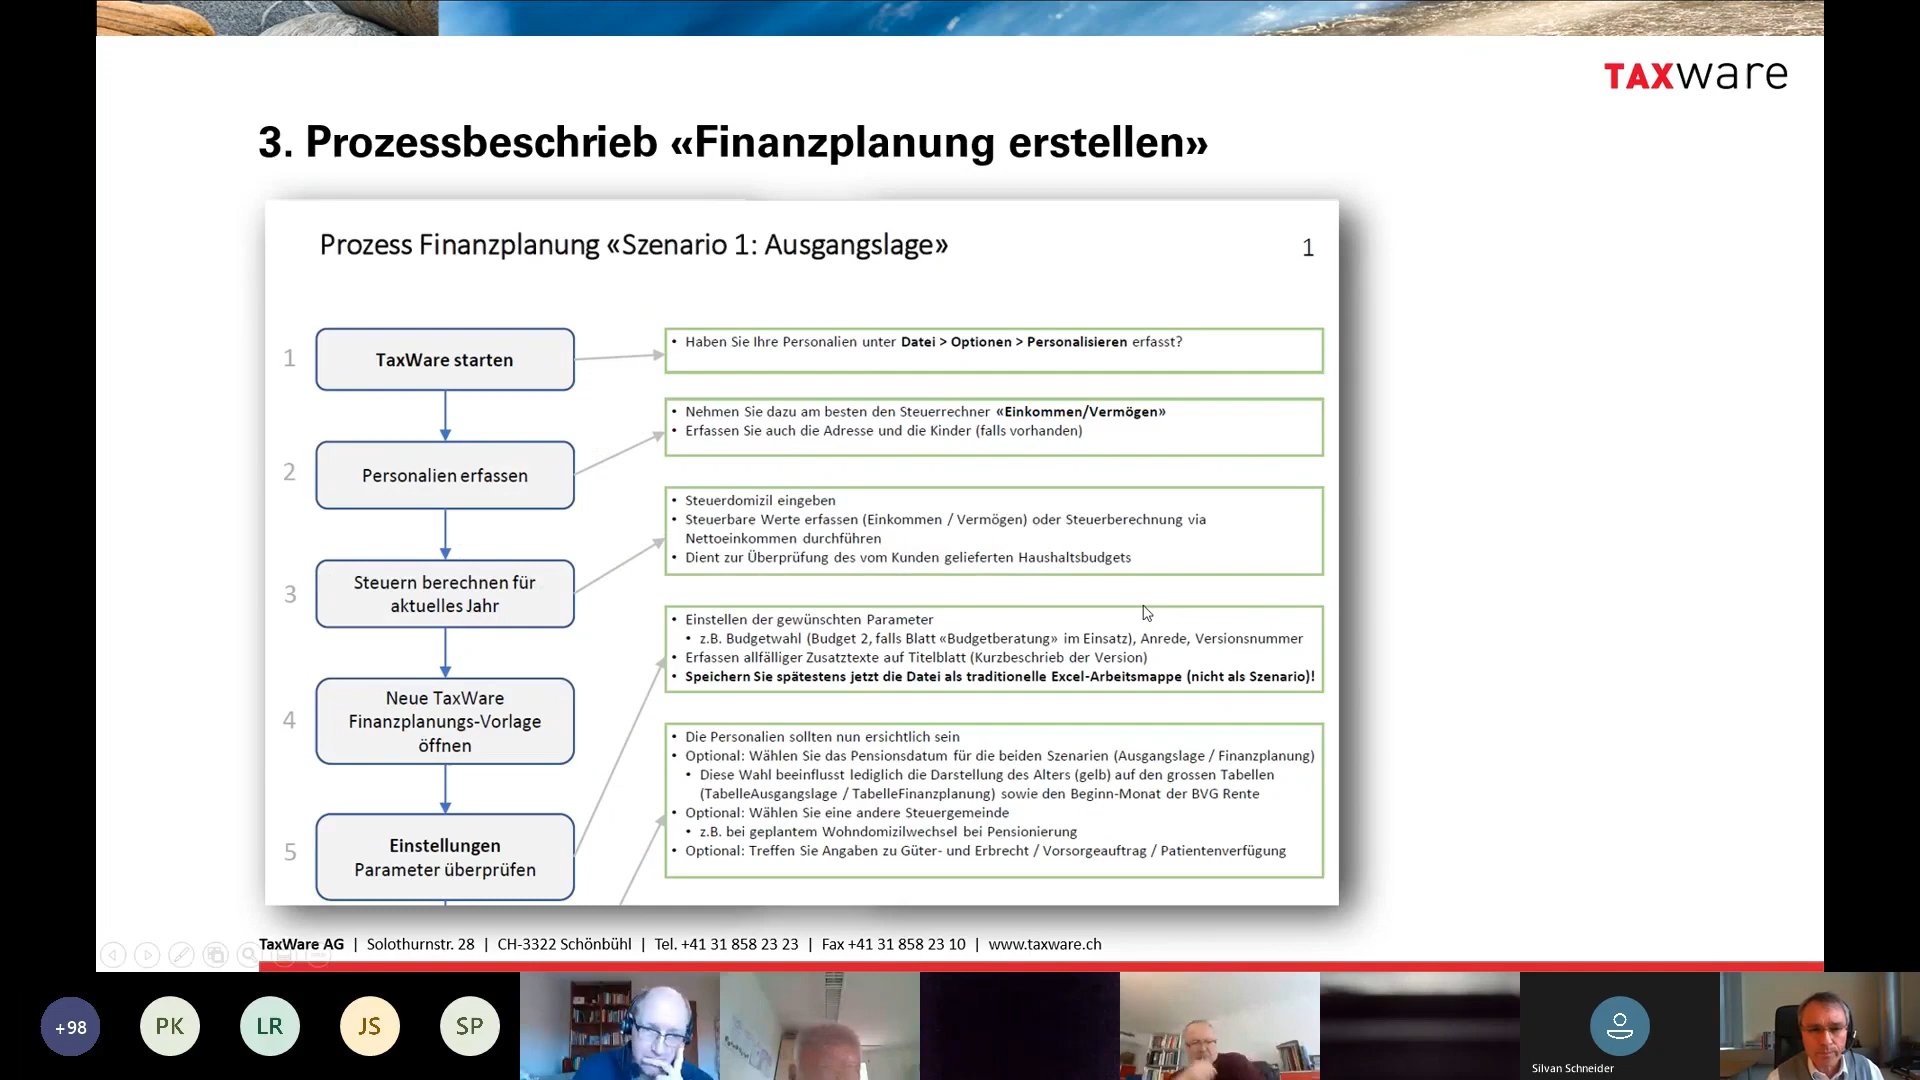 TAXware
3. Prozessbeschrieb «Finanzplanung erstellen»
Prozess Finanzplanung «Szenario 1: Ausgangslage»
1
1
TaxWare starten
• Haben Sie Ihre Personalien unter Datei > Optionen > Personalisieren erfasst?
2
Personalien erfassen
• Nehmen Sie dazu am besten den Steuerrechner «Einkommen/Vermögen»
• Erfassen Sie auch die Adresse und die Kinder (falls vorhanden)
3
Steuern berechnen für
aktuelles Jahr
• Steuerdomizil eingeben
• Steuerbare Werte erfassen (Einkommen / Vermögen) oder Steuerberechnung via
Nettoeinkommen durchführen
• Dient zur Überprüfung des vom Kunden gelieferten Haushaltsbudgets
4
Neue TaxWare
Finanzplanungs-Vorlage
öffnen
• Einstellen der gewünschten Parameter
• z.B. Budgetwahl (Budget 2, falls Blatt «Budgetberatung» im Einsatz), Anrede, Versionsnummer
• Erfassen allfälliger Zusatztexte auf Titelblatt (Kurzbeschrieb der Version)
• Speichern Sie spätestens jetzt die Datei als traditionelle Excel-Arbeitsmappe (nicht als Szenario)!
5
Einstellungen
Parameter überprüfen
• Die Personalien sollten nun ersichtlich sein
• Optional: Wählen Sie das Pensionsdatum für die beiden Szenarien (Ausgangslage / Finanzplanung)
• Diese Wahl beeinflusst lediglich die Darstellung des Alters (gelb) auf den grossen Tabellen
(TabelleAusgangslage / TabelleFinanzplanung) sowie den Beginn-Monat der BVG Rente
• Optional: Wählen Sie eine andere Steuergemeinde
• z.B. bei geplantem Wohndomizilwechsel bei Pensionierung
• Optional: Treffen Sie Angaben zu Güter- und Erbrecht / Vorsorgeauftrag / Patientenverfügung
TaxWare AG | Solothurnstr. 28 | CH-3322 Schönbühl | Tel. +41 31 858 23 23 | Fax +41 31 858 23 10 | www.taxware.ch
+98
PK
LR
JS
SP
Silvan Schneider